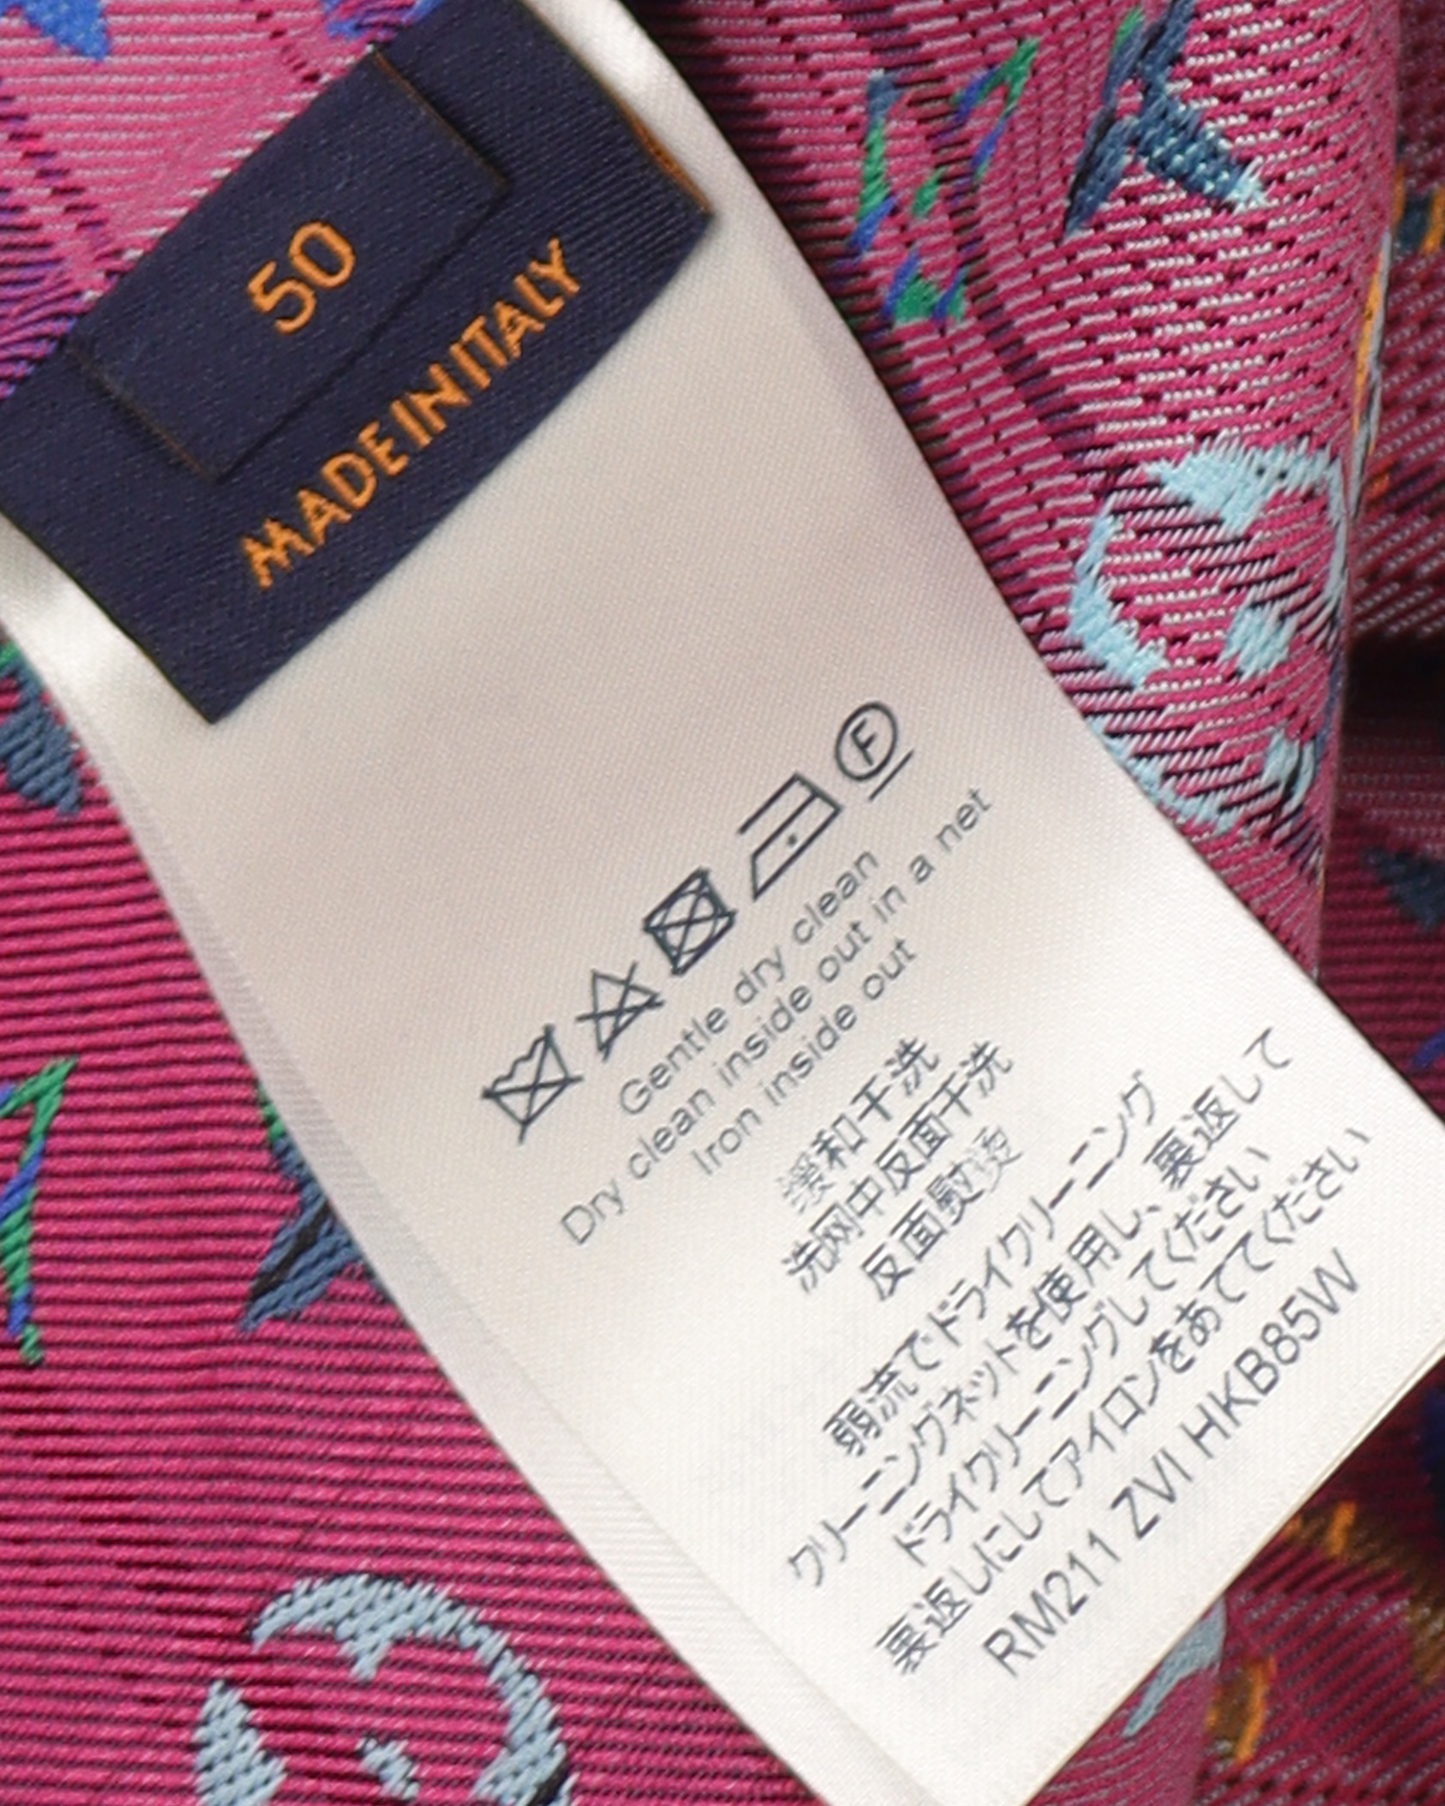 50
MADE IN ITALY
F
Gentle dry clean
Dry clean inside out in a net
Iron inside out
缓和干洗
洗网中反面干洗
反面熨烫
弱流でドライクリーニング
クリーニングネットを使用し、裏返して
ドライクリーニングしてください
裏返しにしてアイロンをあててください
RM211 ZVI HKB85W